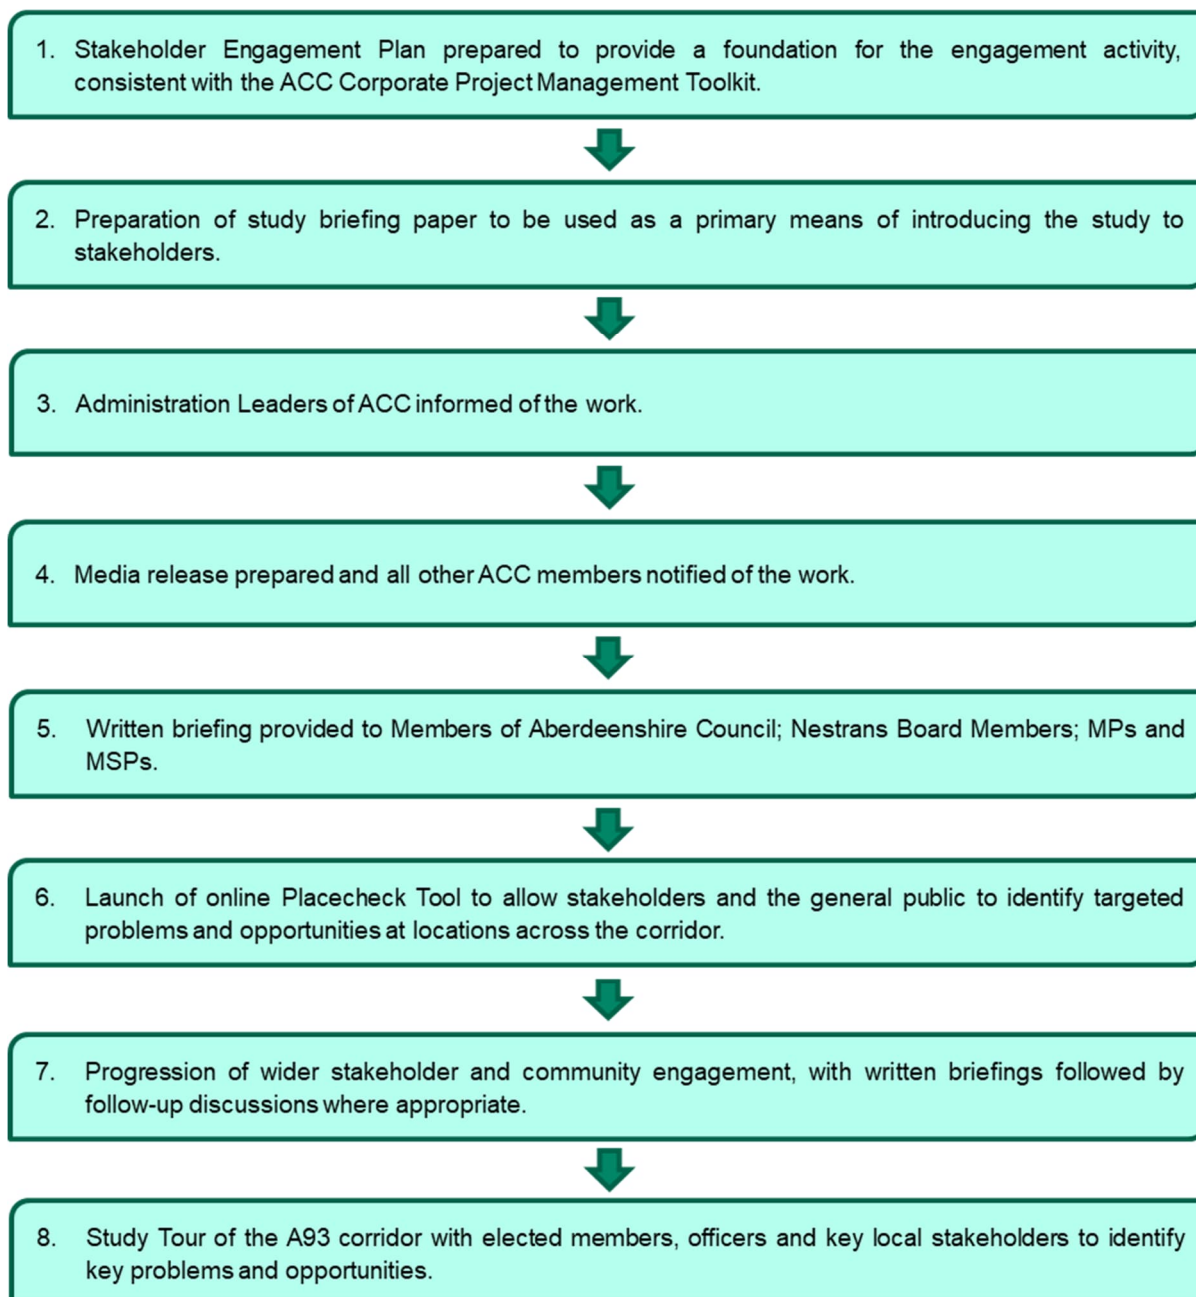 1. Stakeholder Engagement Plan prepared to provide a foundation for the engagement activity,
consistent with the ACC Corporate Project Management Toolkit.
2. Preparation of study briefing paper to be used as a primary means of introducing the study to
stakeholders.
3. Administration Leaders of ACC informed of the work.
4. Media release prepared and all other ACC members notified of the work.
5. Written briefing provided to Members of Aberdeenshire Council; Nestrans Board Members; MPs and
MSPs.
6. Launch of online Placecheck Tool to allow stakeholders and the general public to identify targeted
problems and opportunities at locations across the corridor.
7. Progression of wider stakeholder and community engagement, with written briefings followed by
follow-up discussions where appropriate.
8. Study Tour of the A93 corridor with elected members, officers and key local stakeholders to identify
key problems and opportunities.